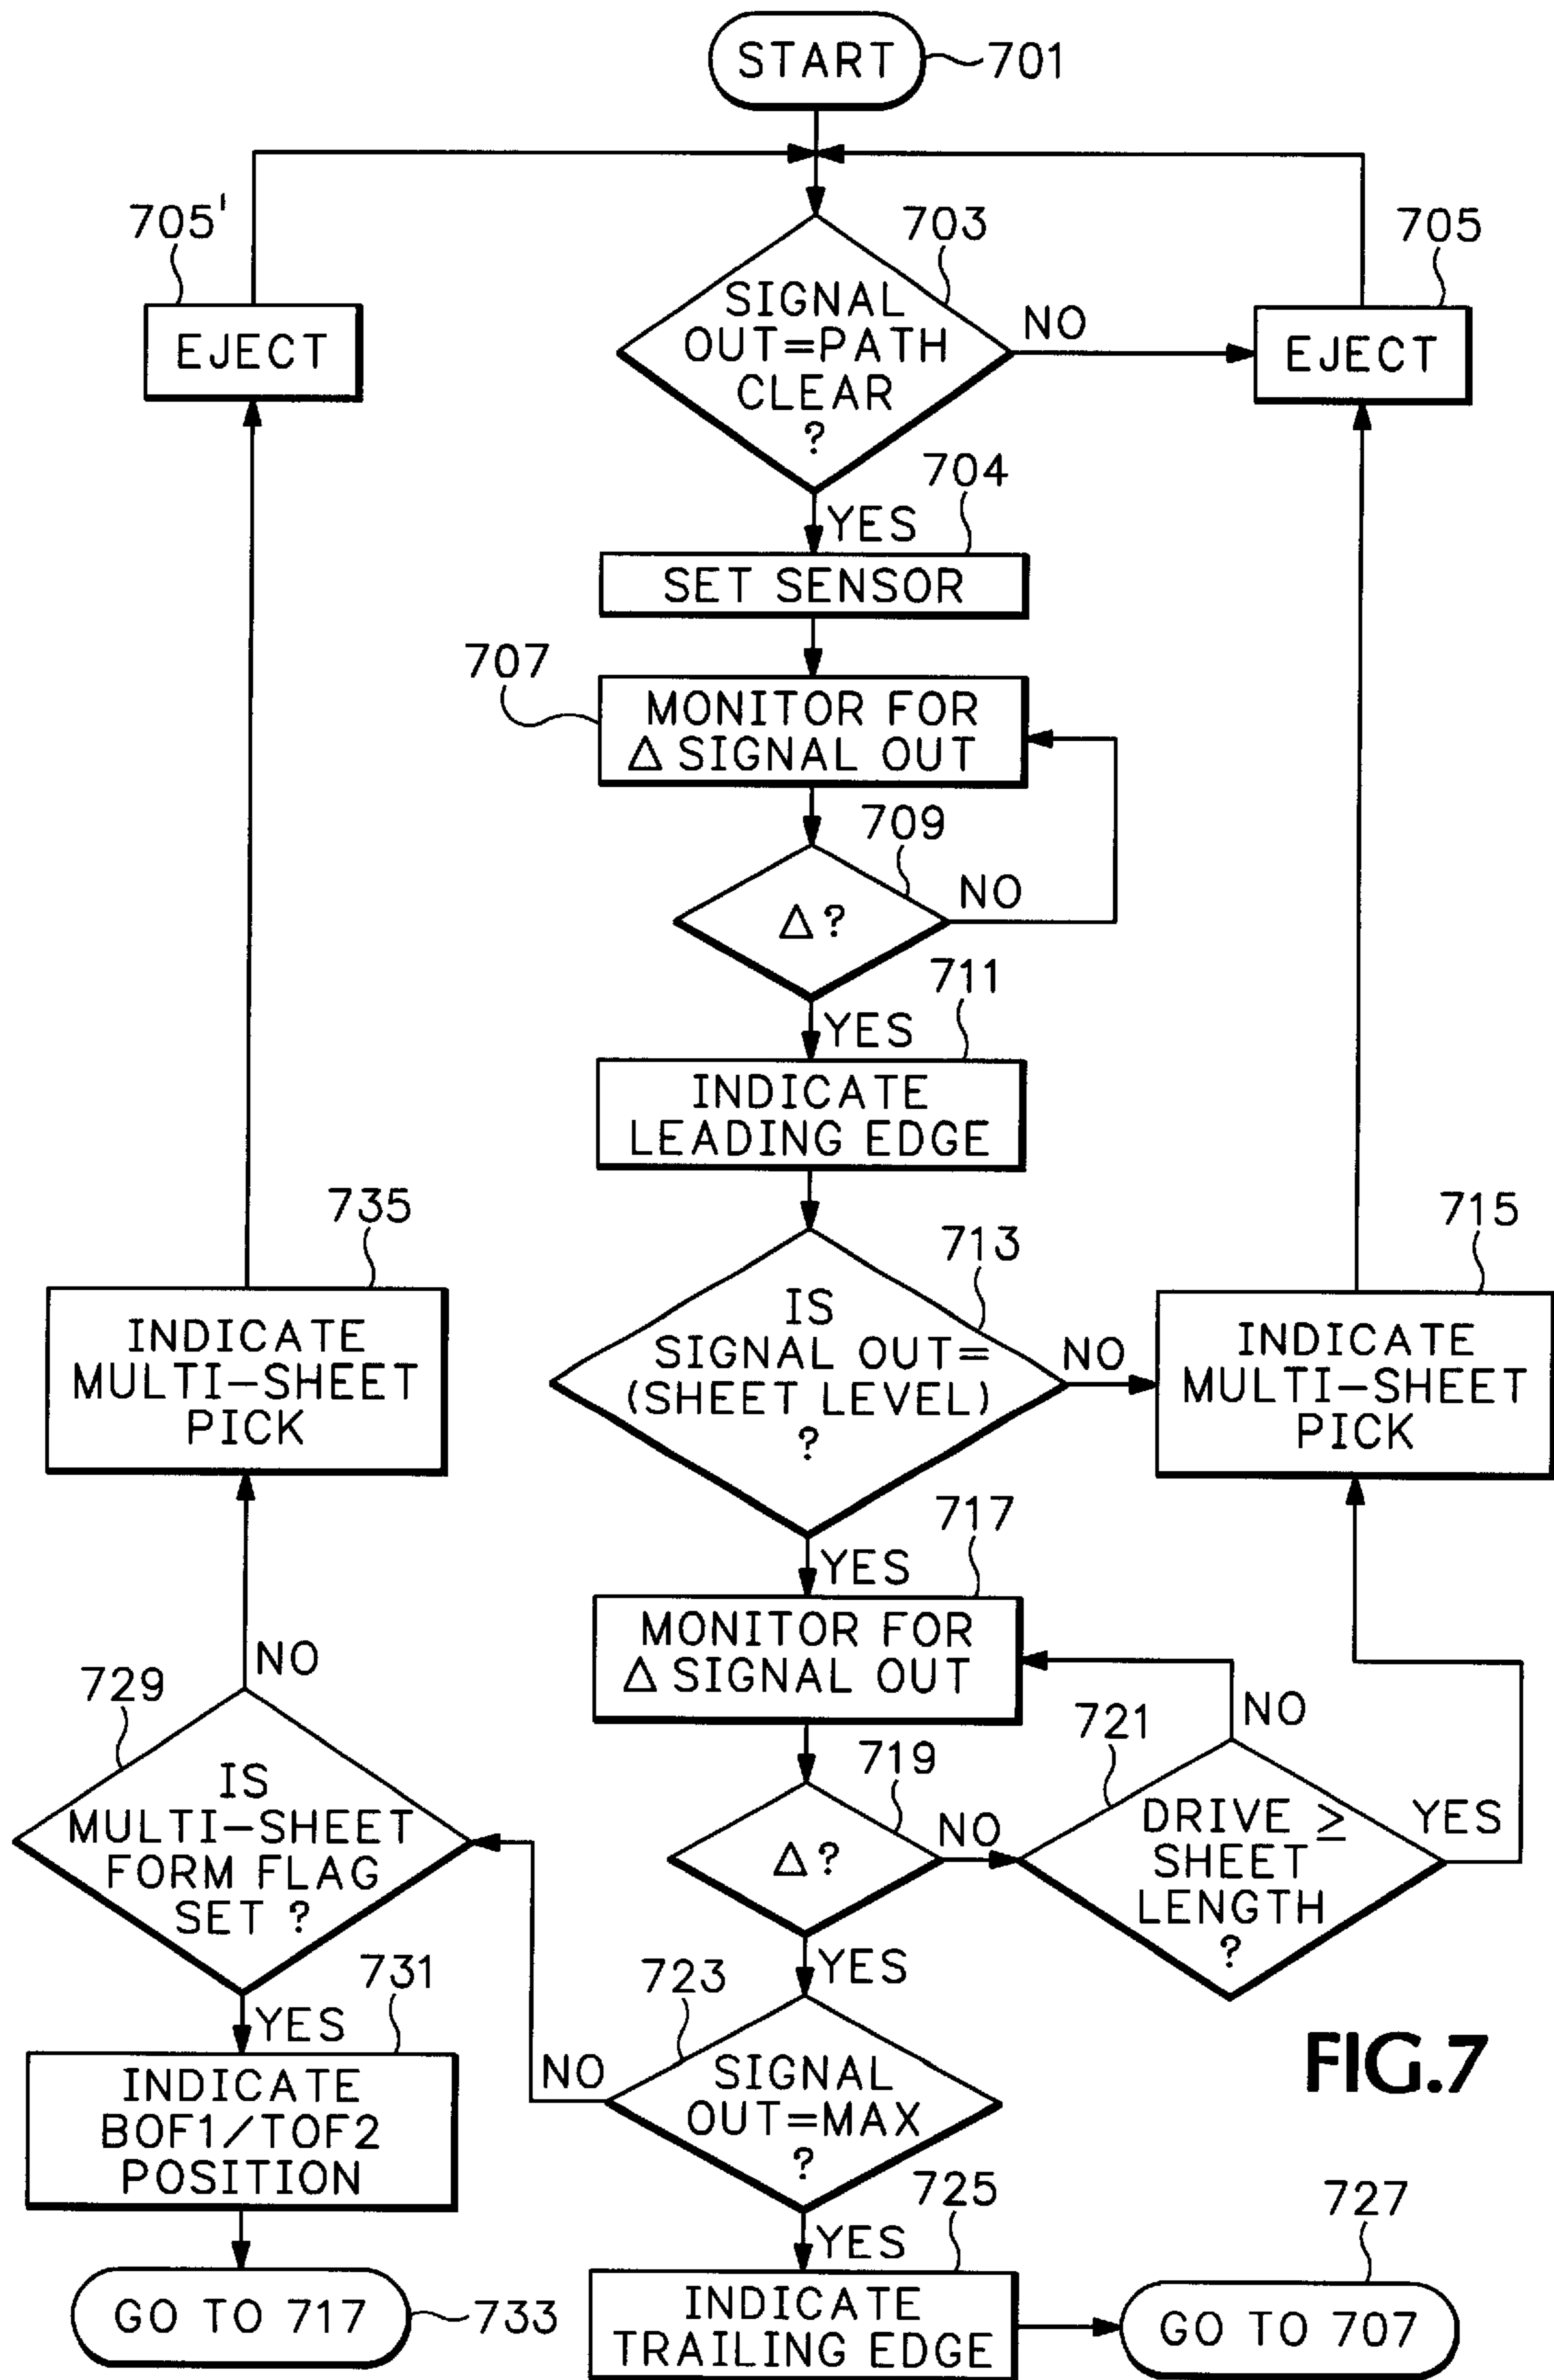 START
701
705'
703
705
EJECT
SIGNAL
OUT=PATH
CLEAR
?
NO
EJECT
704
YES
SET SENSOR
707
MONITOR FOR
Δ SIGNAL OUT
709
Δ?
NO
711
YES
INDICATE
LEADING EDGE
735
713
715
INDICATE
MULTI-SHEET
PICK
IS
SIGNAL OUT=
(SHEET LEVEL)
?
NO
INDICATE
MULTI-SHEET
PICK
717
YES
MONITOR FOR
Δ SIGNAL OUT
NO
729
IS
MULTI-SHEET
FORM FLAG
SET ?
719
Δ?
NO
721
NO
DRIVE ≥
SHEET
LENGTH
?
YES
YES
723
731
YES
INDICATE
BOF1/TOF2
POSITION
NO
SIGNAL
OUT=MAX
?
FIG.7
725
727
YES
GO TO 717
733
INDICATE
TRAILING EDGE
GO TO 707